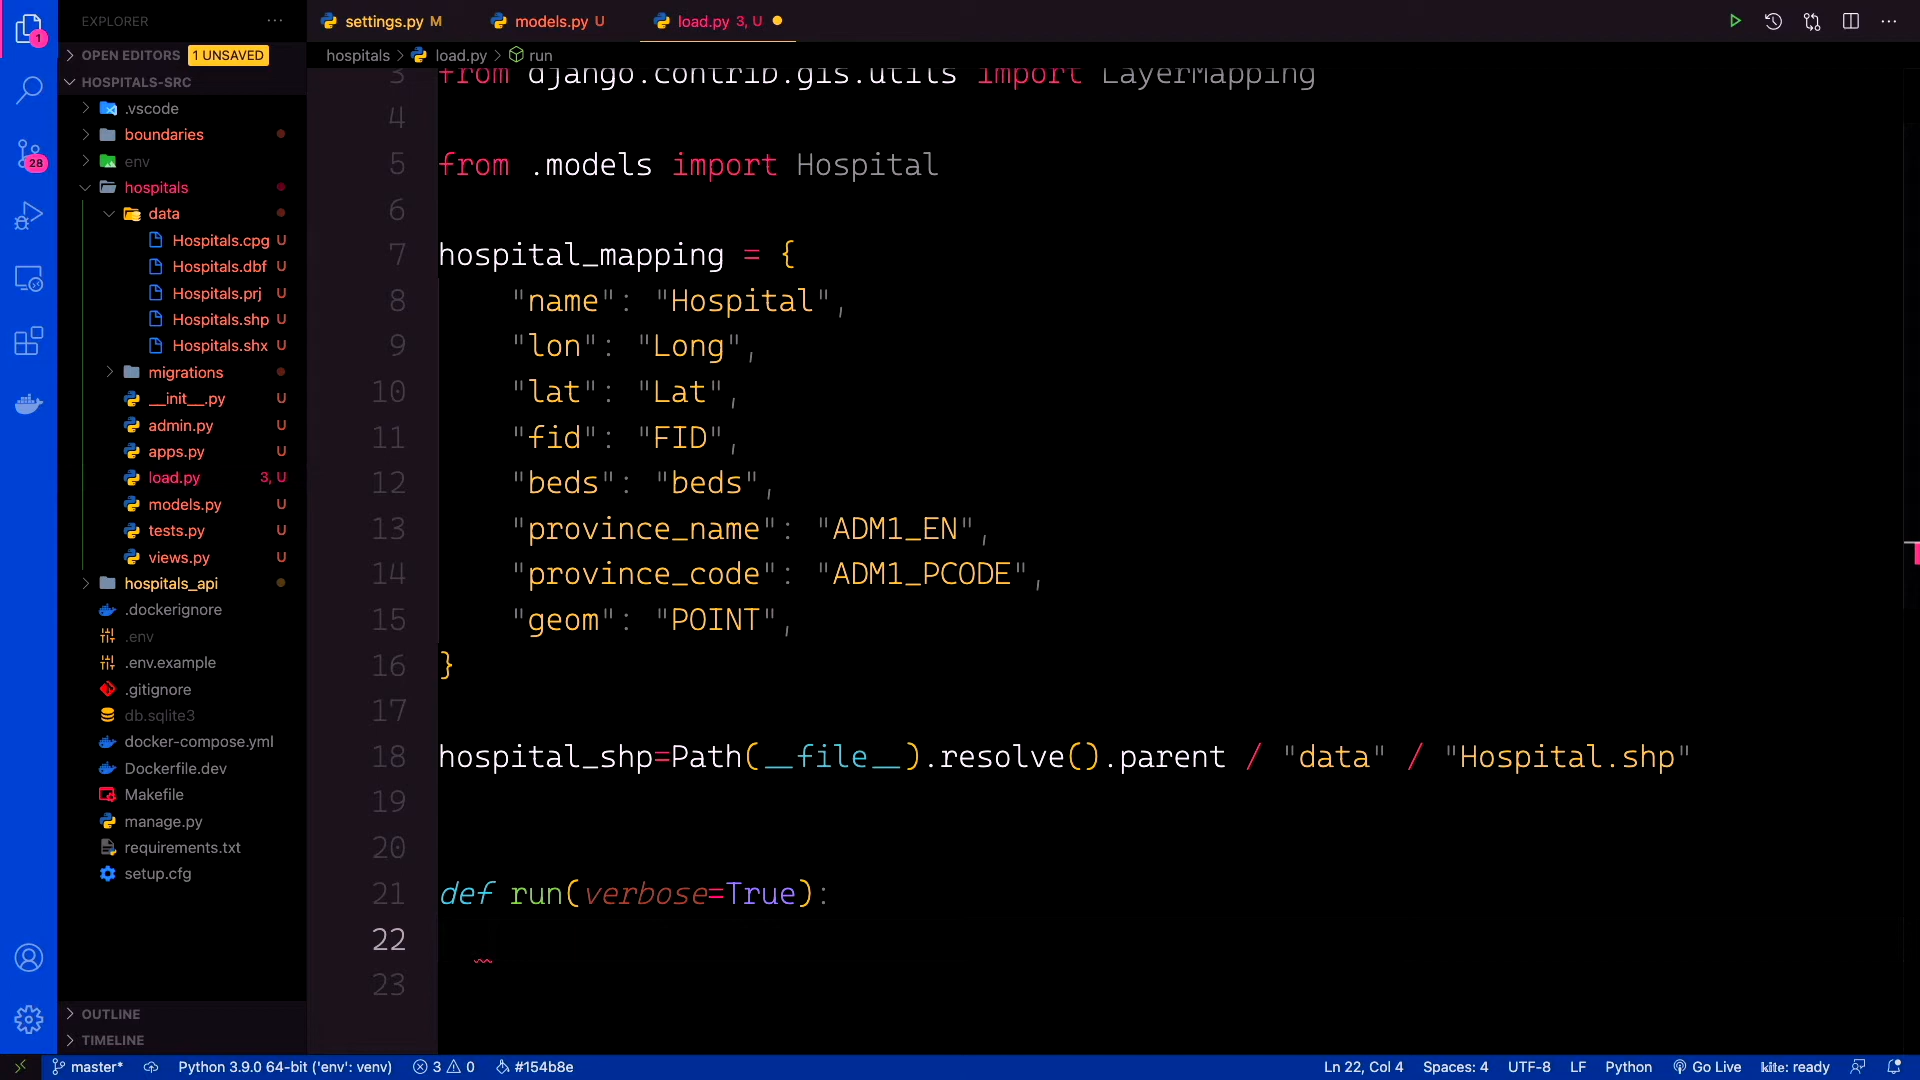 EXPLORER
settings.py M
models.py U
load.py 3, U
OPEN EDITORS 1 UNSAVED
hospitals > load.py > run
HOSPITALS-SRC
.vscode
boundaries
env
hospitals
data
Hospitals.cpg U
Hospitals.dbf U
Hospitals.prj U
Hospitals.shp U
Hospitals.shx U
migrations
__init__.py U
admin.py U
apps.py U
load.py 3, U
models.py U
tests.py U
views.py U
hospitals_api
.dockerignore
.env
.env.example
.gitignore
db.sqlite3
docker-compose.yml
Dockerfile.dev
Makefile
manage.py
requirements.txt
setup.cfg
OUTLINE
TIMELINE
1
28
3 from django.contrib.gis.utils import LayerMapping
4
5 from .models import Hospital
6
7 hospital_mapping = {
8 "name": "Hospital",
9 "lon": "Long",
10 "lat": "Lat",
11 "fid": "FID",
12 "beds": "beds",
13 "province_name": "ADM1_EN",
14 "province_code": "ADM1_PCODE",
15 "geom": "POINT",
16 }
17
18 hospital_shp=Path(__file__).resolve().parent / "data" / "Hospital.shp"
19
20
21 def run(verbose=True):
22
23
master* Python 3.9.0 64-bit ('env': venv) 3 0 #154b8e Ln 22, Col 4 Spaces: 4 UTF-8 LF Python Go Live kite: ready